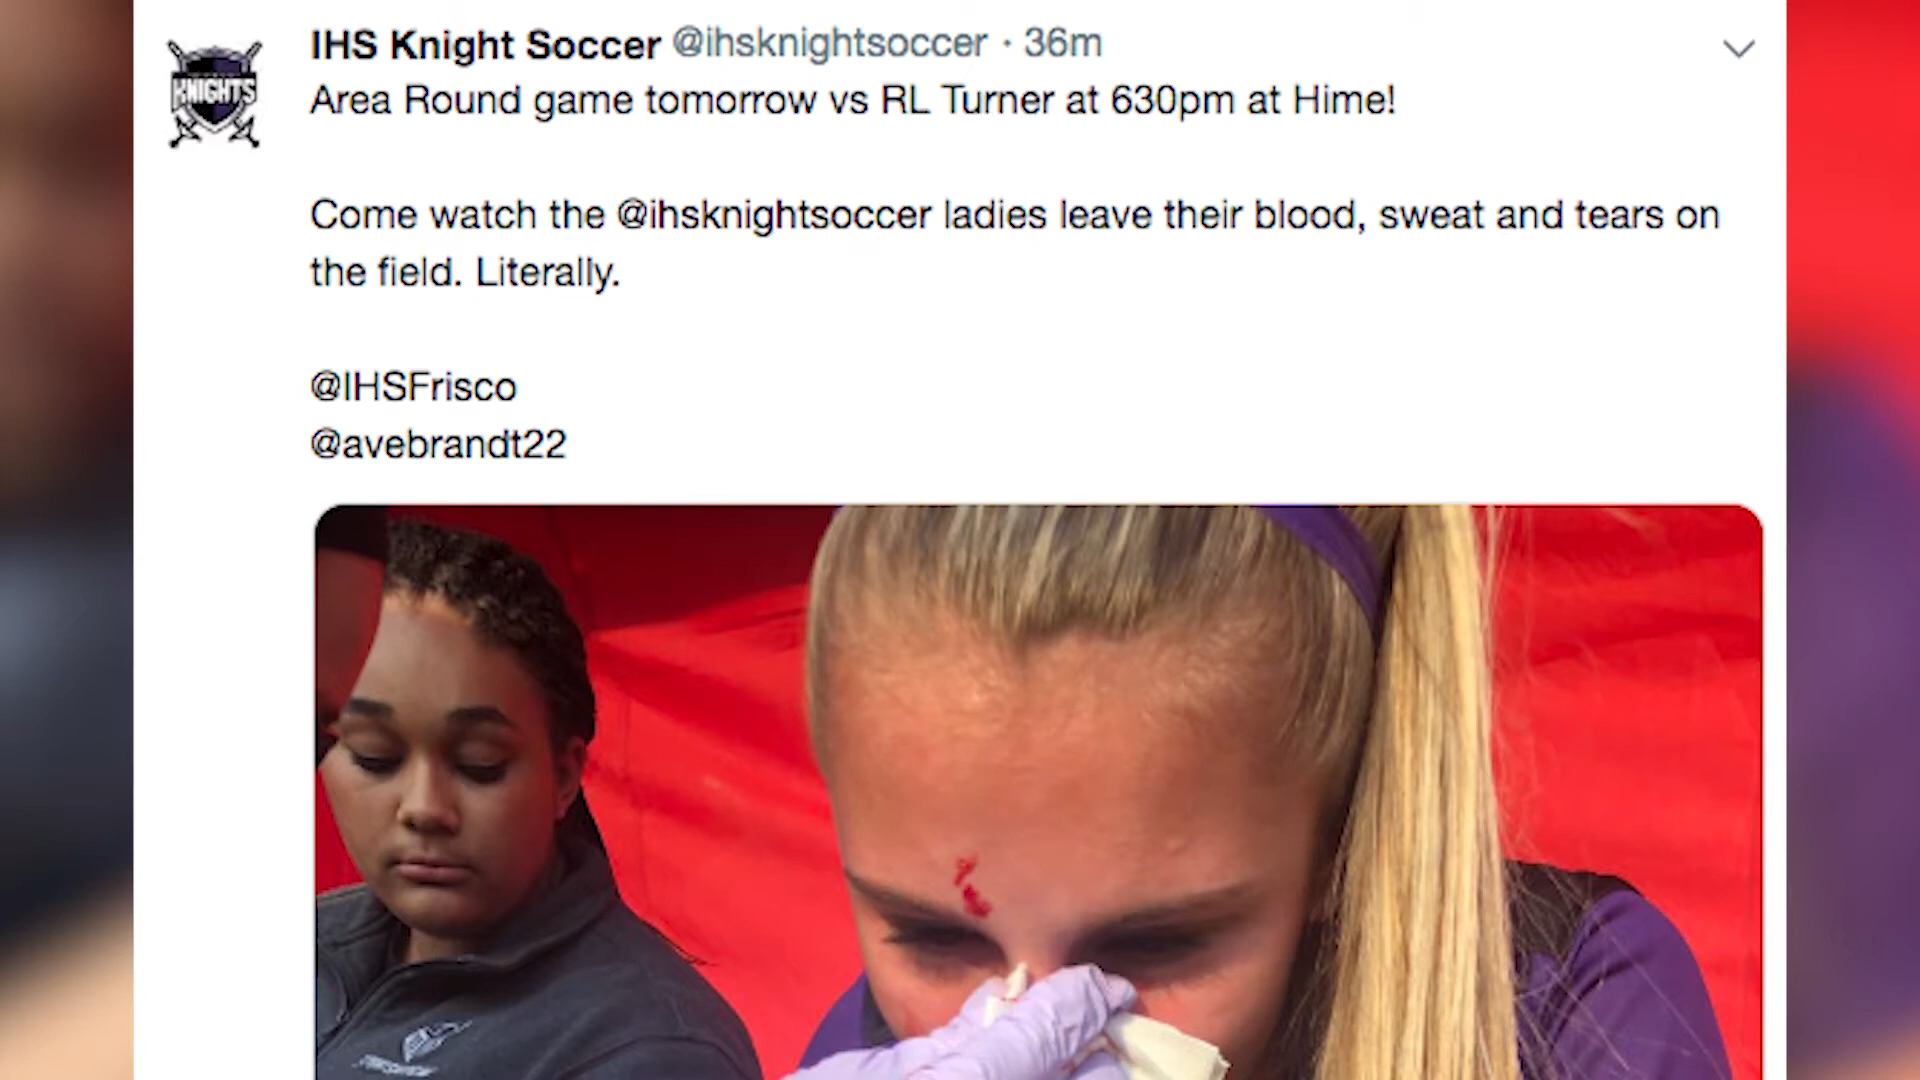 IHS Knight Soccer @ihsknightsoccer · 36m
KNIGHTS
Area Round game tomorrow vs RL Turner at 630pm at Hime!
Come watch the @ihsknightsoccer ladies leave their blood, sweat and tears on
the field. Literally.
@IHSFrisco
@avebrandt22